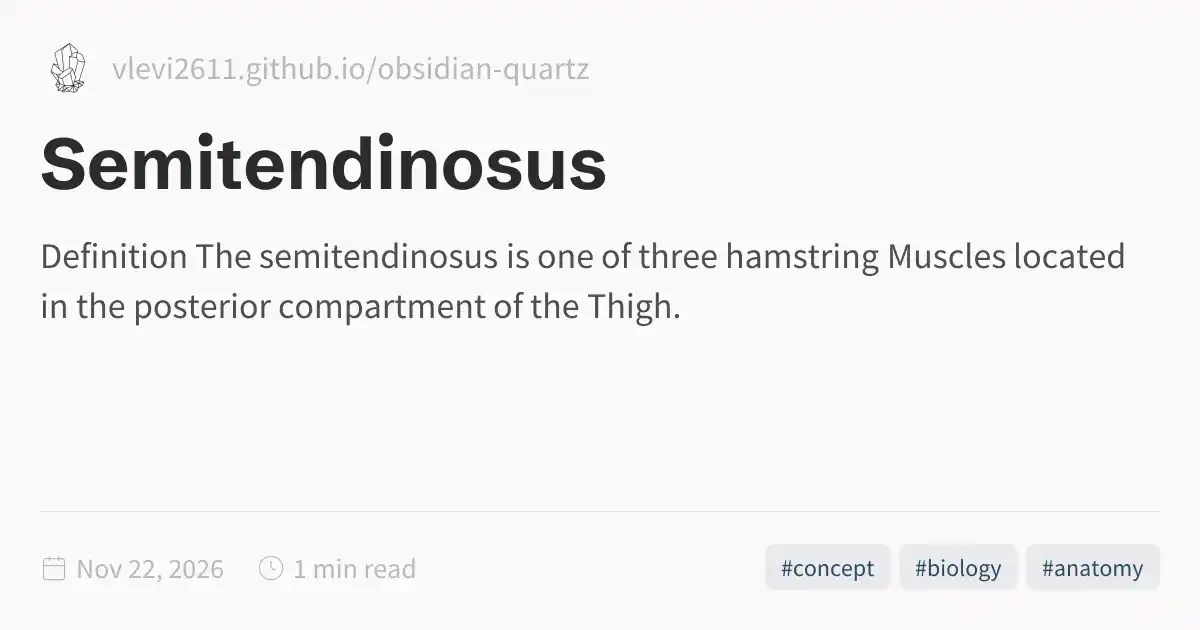 vlevi2611.github.io/obsidian-quartz
Semitendinosus
Definition The semitendinosus is one of three hamstring Muscles located
in the posterior compartment of the Thigh.
Nov 22, 2026 1 min read #concept #biology #anatomy